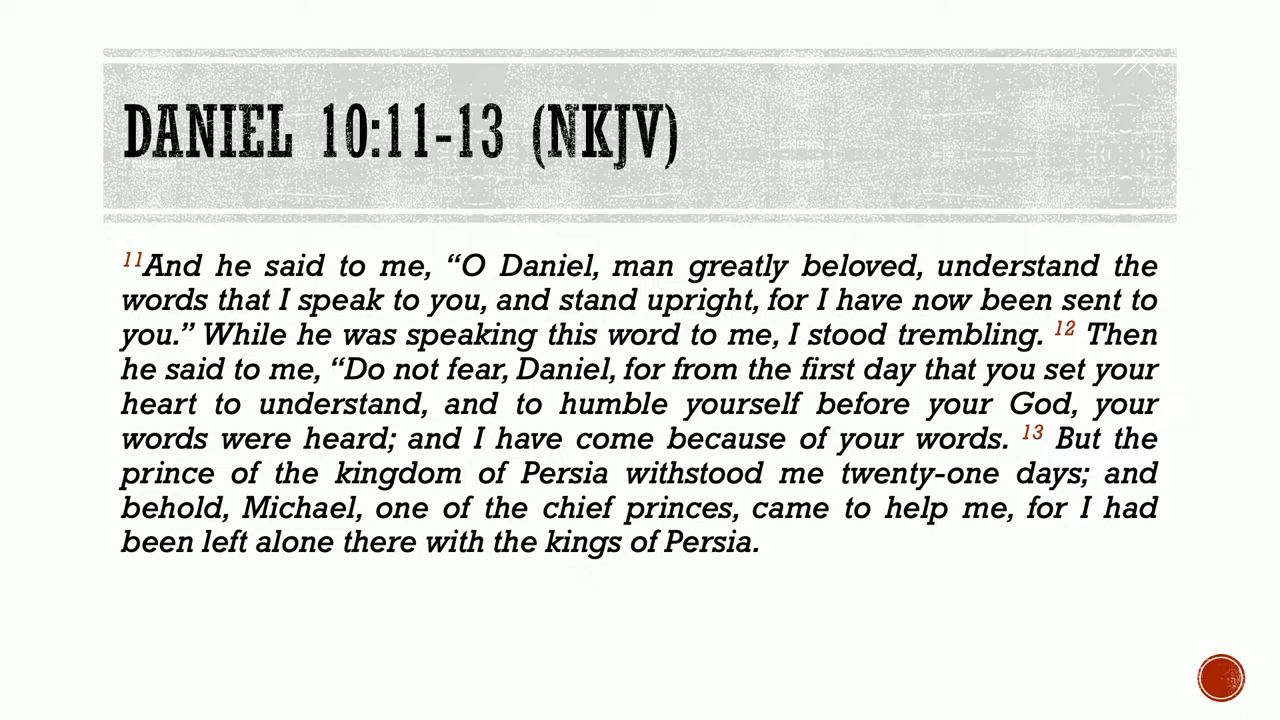 DANIEL 10:11-13 (NKJV)
11And he said to me, “O Daniel, man greatly beloved, understand the
words that I speak to you, and stand upright, for I have now been sent to
you.” While he was speaking this word to me, I stood trembling. 12 Then
he said to me, “Do not fear, Daniel, for from the first day that you set your
heart to understand, and to humble yourself before your God, your
words were heard; and I have come because of your words. 13 But the
prince of the kingdom of Persia withstood me twenty-one days; and
behold, Michael, one of the chief princes, came to help me, for I had
been left alone there with the kings of Persia.